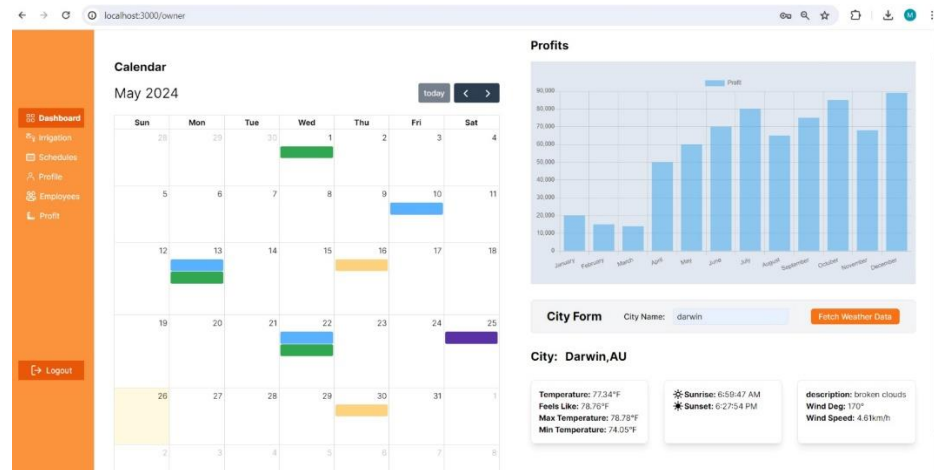 localhost:3000/owner
M
Dashboard
Irrigation
Schedules
Profile
Employees
Profit
Logout
Calendar
May 2024
today
Sun Mon Tue Wed Thu Fri Sat
28 29 30 1 2 3 4
5 6 7 8 9 10 11
12 13 14 15 16 17 18
19 20 21 22 23 24 25
26 27 28 29 30 31 1
2 3 4 5 6 7 8
Profits
Profit
90,000
80,000
70,000
60,000
50,000
40,000
30,000
20,000
10,000
0
January February March April May June July August September October November December
City Form City Name: darwin Fetch Weather Data
City: Darwin,AU
Temperature: 77.34°F
Feels Like: 78.76°F
Max Temperature: 78.78°F
Min Temperature: 74.05°F
Sunrise: 6:59:47 AM
Sunset: 6:27:54 PM
description: broken clouds
Wind Deg: 170°
Wind Speed: 4.61km/h